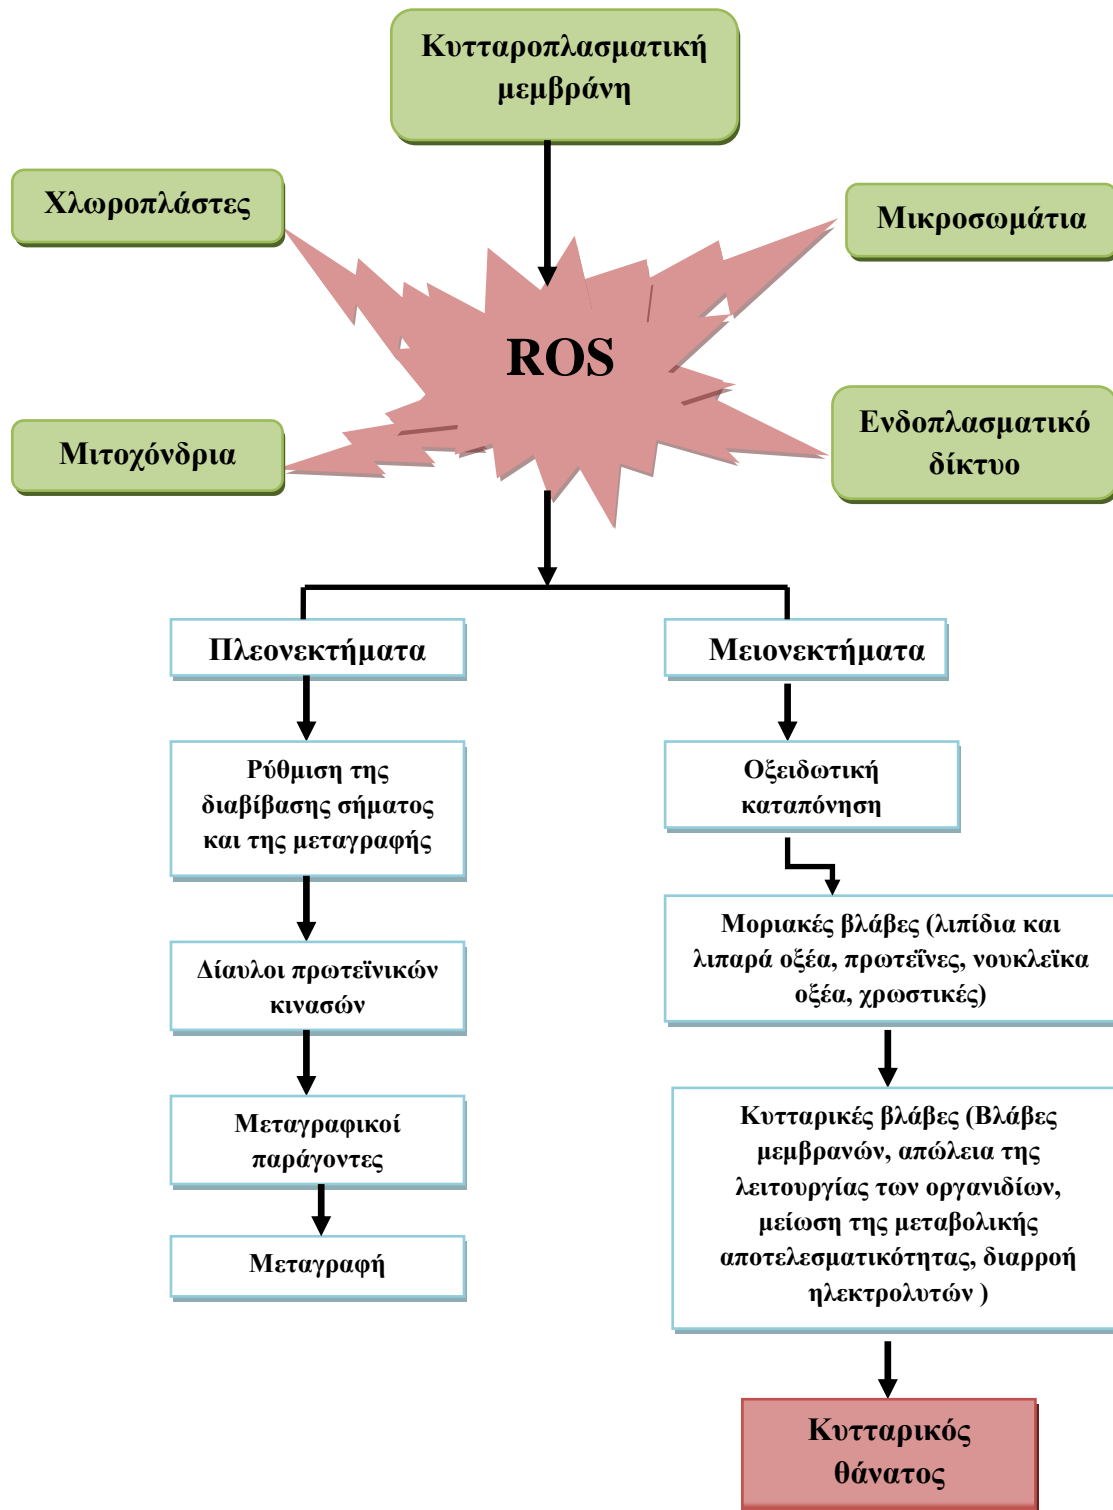 Κυτταροπλασματική
μεμβράνη
Χλωροπλάστες
Μικροσωμάτια
ROS
Μιτοχόνδρια
Ενδοπλασματικό
δίκτυο
Πλεονεκτήματα
Μειονεκτήματα
Ρύθμιση της
διαβίβασης σήματος
και της μεταγραφής
Οξειδωτική
καταπόνηση
Δίαυλοι πρωτεϊνικών
κινασών
Μοριακές βλάβες (λιπίδια και
λιπαρά οξέα, πρωτεΐνες, νουκλεϊκα
οξέα, χρωστικές)
Μεταγραφικοί
παράγοντες
Μεταγραφή
Κυτταρικές βλάβες (Βλάβες
μεμβρανών, απώλεια της
λειτουργίας των οργανιδίων,
μείωση της μεταβολικής
αποτελεσματικότητας, διαρροή
ηλεκτρολυτών )
Κυτταρικός
θάνατος